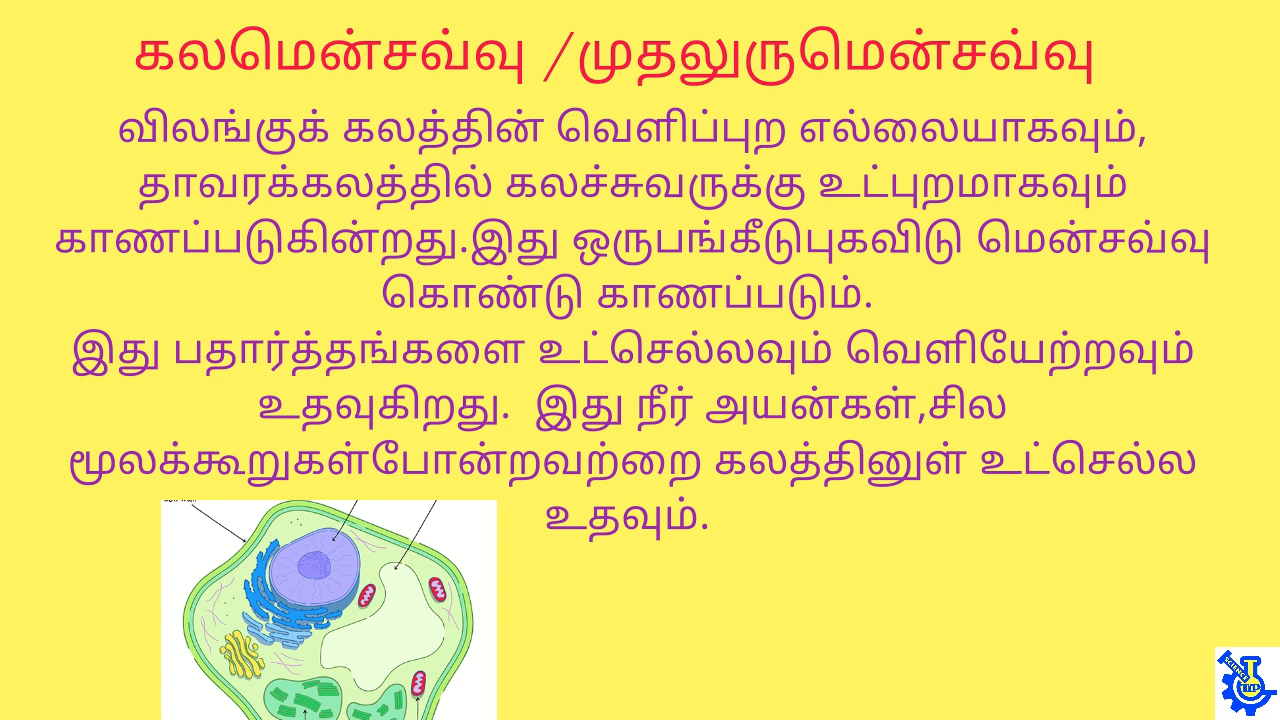 கலமென்சவ்வு /முதலுருமென்சவ்வு
விலங்குக் கலத்தின் வெளிப்புற எல்லையாகவும்,
தாவரக்கலத்தில் கலச்சுவருக்கு உட்புறமாகவும்
காணப்படுகின்றது.இது ஒருபங்கீடுபுகவிடு மென்சவ்வு
கொண்டு காணப்படும்.
இது பதார்த்தங்களை உட்செல்லவும் வெளியேற்றவும்
உதவுகிறது.  இது நீர் அயன்கள்,சில
மூலக்கூறுகள்போன்றவற்றை கலத்தினுள் உட்செல்ல
உதவும்.